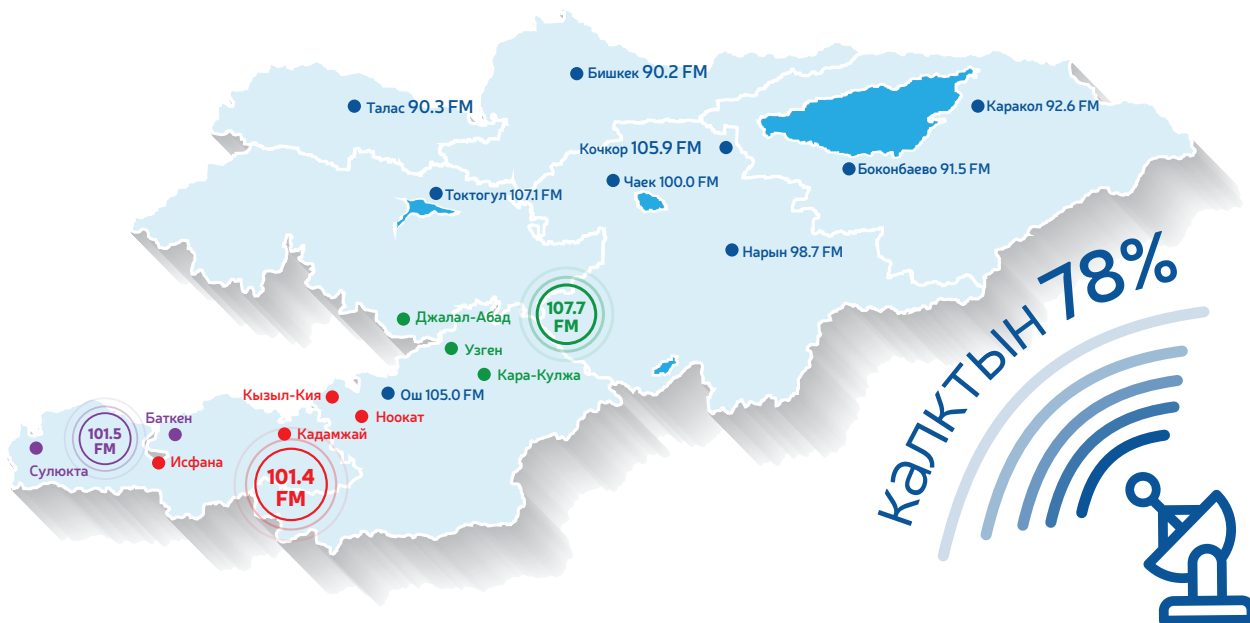 Бишкек 90.2 FM
Талас 90.3 FM
Каракол 92.6 FM
Кочкор 105.9 FM
Боконбаево 91.5 FM
Чаек 100.0 FM
Токтогул 107.1 FM
Нарын 98.7 FM
КАЛКТЫН 78%
107.7
FM
Джалал-Абад
Узген
Кара-Кулжа
Ош 105.0 FM
Кызыл-Кия
Ноокат
Баткен
Кадамжай
101.5
FM
Исфана
Сулюкта
101.4
FM